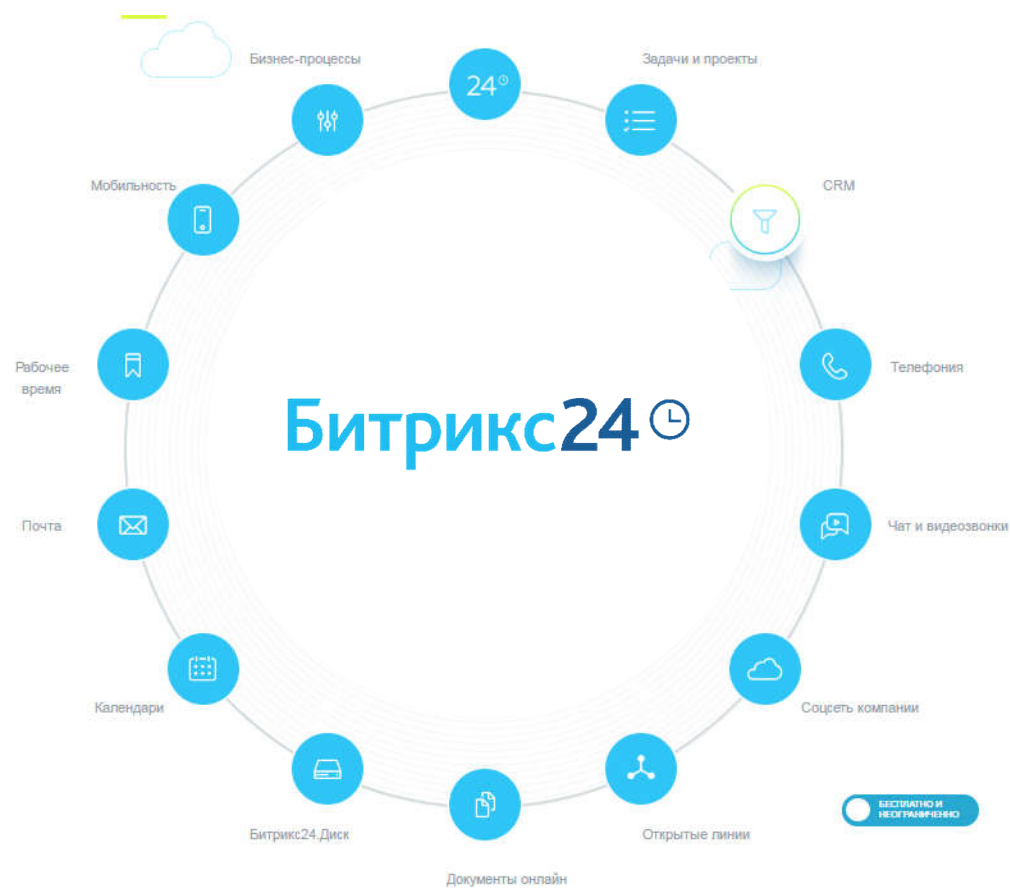 Бизнес-процессы
24
Задачи и проекты
Мобильность
CRM
Рабочее
время
Телефония
Битрикс24
Почта
Чат и видеозвонки
Календари
Соцсеть компании
БЕСПЛАТНО И
НЕОГРАНИЧЕННО
Битрикс24.Диск
Открытые линии
Документы онлайн